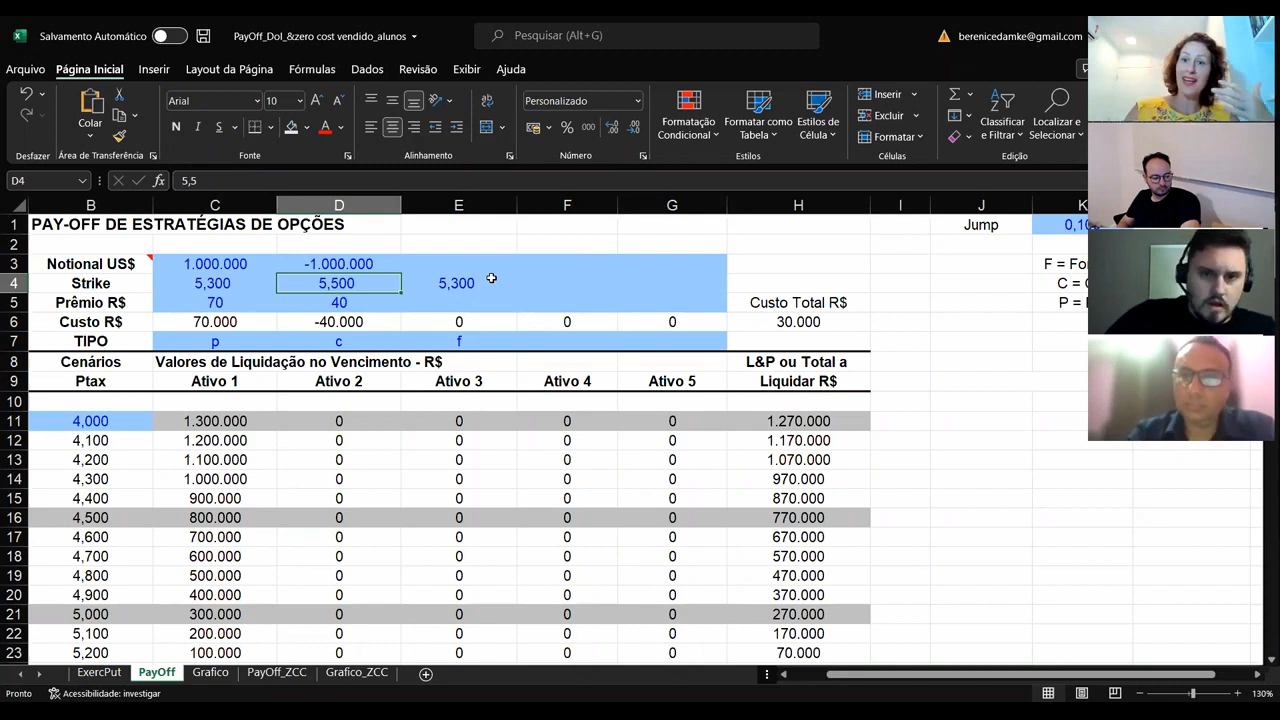 Salvamento Automático PayOff_Dol_&zero cost vendido_alunos Pesquisar (Alt+G) berenicedamke@gmail.com
Arquivo Página Inicial Inserir Layout da Página Fórmulas Dados Revisão Exibir Ajuda
Colar Arial 10 Personalizado Formatação Condicional Formatar como Tabela Estilos de Célula Inserir Excluir Formatar Classificar e Filtrar Localizar e Selecionar
N I S A % 000
Desfazer Área de Transferência Fonte Alinhamento Número Estilos Células Edição
D4 fx 5,5
B C D E F G H I J K
1 PAY-OFF DE ESTRATÉGIAS DE OPÇÕES Jump
2
3 Notional US$ 1.000.000 -1.000.000
4 Strike 5,300 5,500 5,300
5 Prêmio R$ 70 40 Custo Total R$
6 Custo R$ 70.000 -40.000 0 0 0 30.000
7 TIPO p c f
8 Cenários Valores de Liquidação no Vencimento - R$ L&P ou Total a
9 Ptax Ativo 1 Ativo 2 Ativo 3 Ativo 4 Ativo 5 Liquidar R$
10
11 4,000 1.300.000 0 0 0 0 1.270.000
12 4,100 1.200.000 0 0 0 0 1.170.000
13 4,200 1.100.000 0 0 0 0 1.070.000
14 4,300 1.000.000 0 0 0 0 970.000
15 4,400 900.000 0 0 0 0 870.000
16 4,500 800.000 0 0 0 0 770.000
17 4,600 700.000 0 0 0 0 670.000
18 4,700 600.000 0 0 0 0 570.000
19 4,800 500.000 0 0 0 0 470.000
20 4,900 400.000 0 0 0 0 370.000
21 5,000 300.000 0 0 0 0 270.000
22 5,100 200.000 0 0 0 0 170.000
23 5,200 100.000 0 0 0 0 70.000
ExercPut PayOff Grafico PayOff_ZCC Grafico_ZCC
Pronto Acessibilidade: investigar 130%